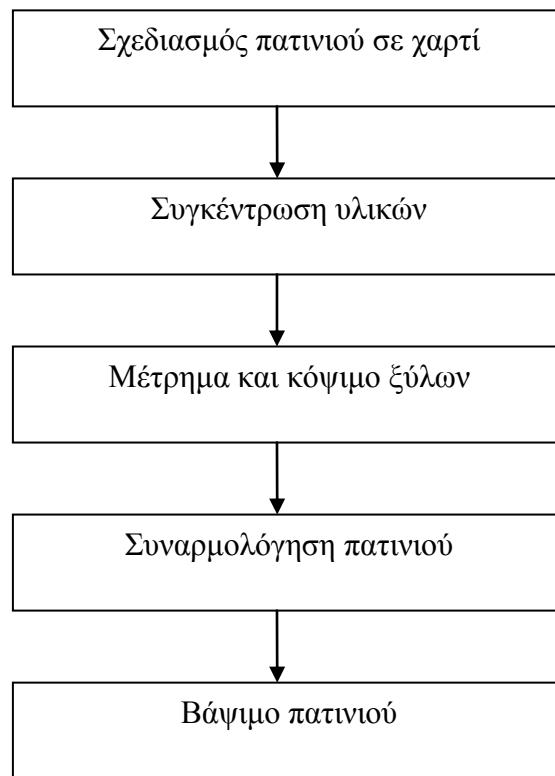 Σχεδιασμός πατινιού σε χαρτί
Συγκέντρωση υλικών
Μέτρημα και κόψιμο ξύλων
Συναρμολόγηση πατινιού
Βάψιμο πατινιού